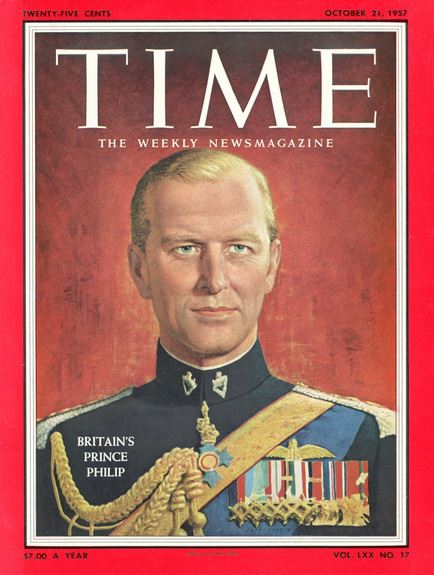 TWENTY-FIVE CENTS
OCTOBER 21, 1957
TIME
THE WEEKLY NEWSMAGAZINE
BRITAIN'S
PRINCE
PHILIP
$7.00 A YEAR
VOL. LXX NO. 17